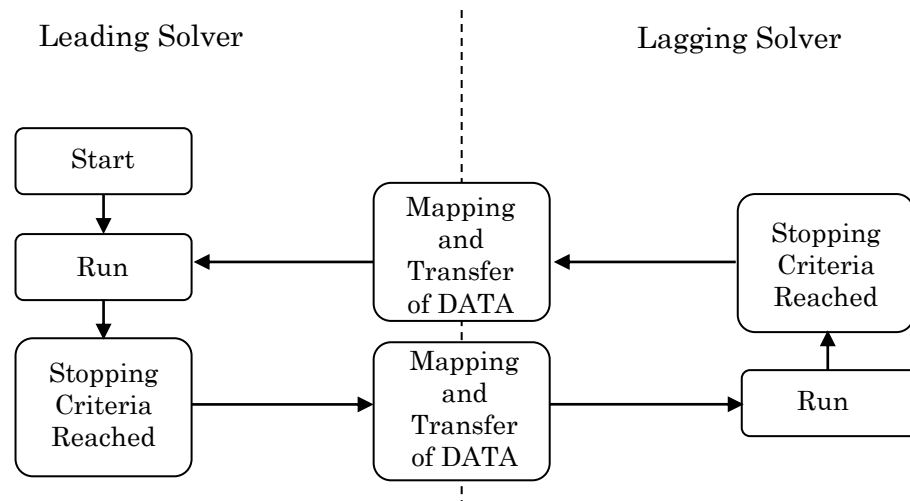 Leading Solver
Lagging Solver
Start
Run
Stopping
Criteria
Reached
Mapping
and
Transfer
of DATA
Mapping
and
Transfer
of DATA
Run
Stopping
Criteria
Reached